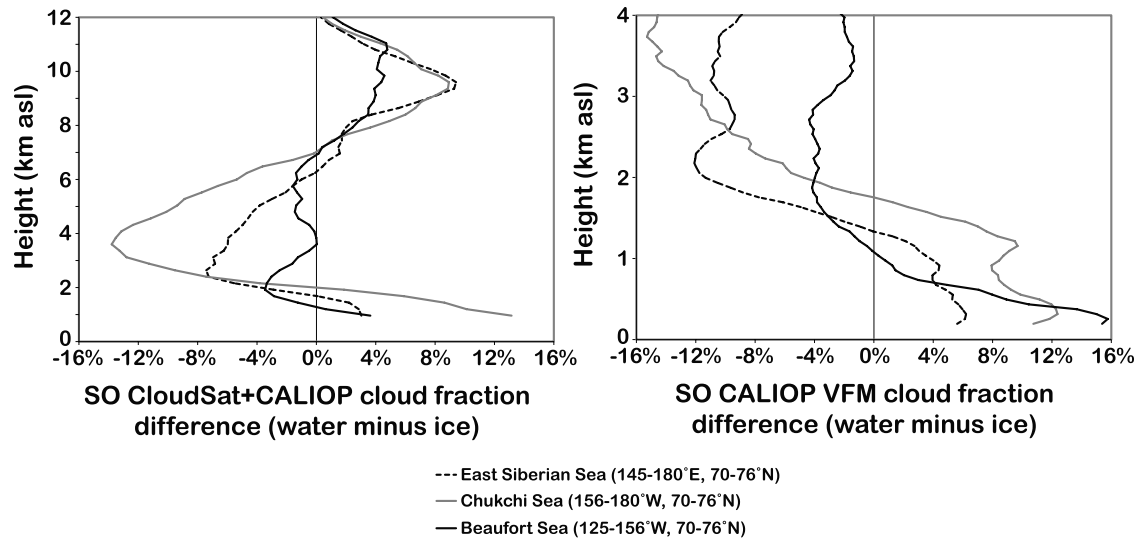 12
10
8
6
4
2
0
Height (km asl)
-16% -12% -8% -4% 0% 4% 8% 12% 16%
SO CloudSat+CALIOP cloud fraction
difference (water minus ice)
4
3
2
1
0
Height (km asl)
-16% -12% -8% -4% 0% 4% 8% 12% 16%
SO CALIOP VFM cloud fraction
difference (water minus ice)
East Siberian Sea (145-180°E, 70-76°N)
Chukchi Sea (156-180°W, 70-76°N)
Beaufort Sea (125-156°W, 70-76°N)